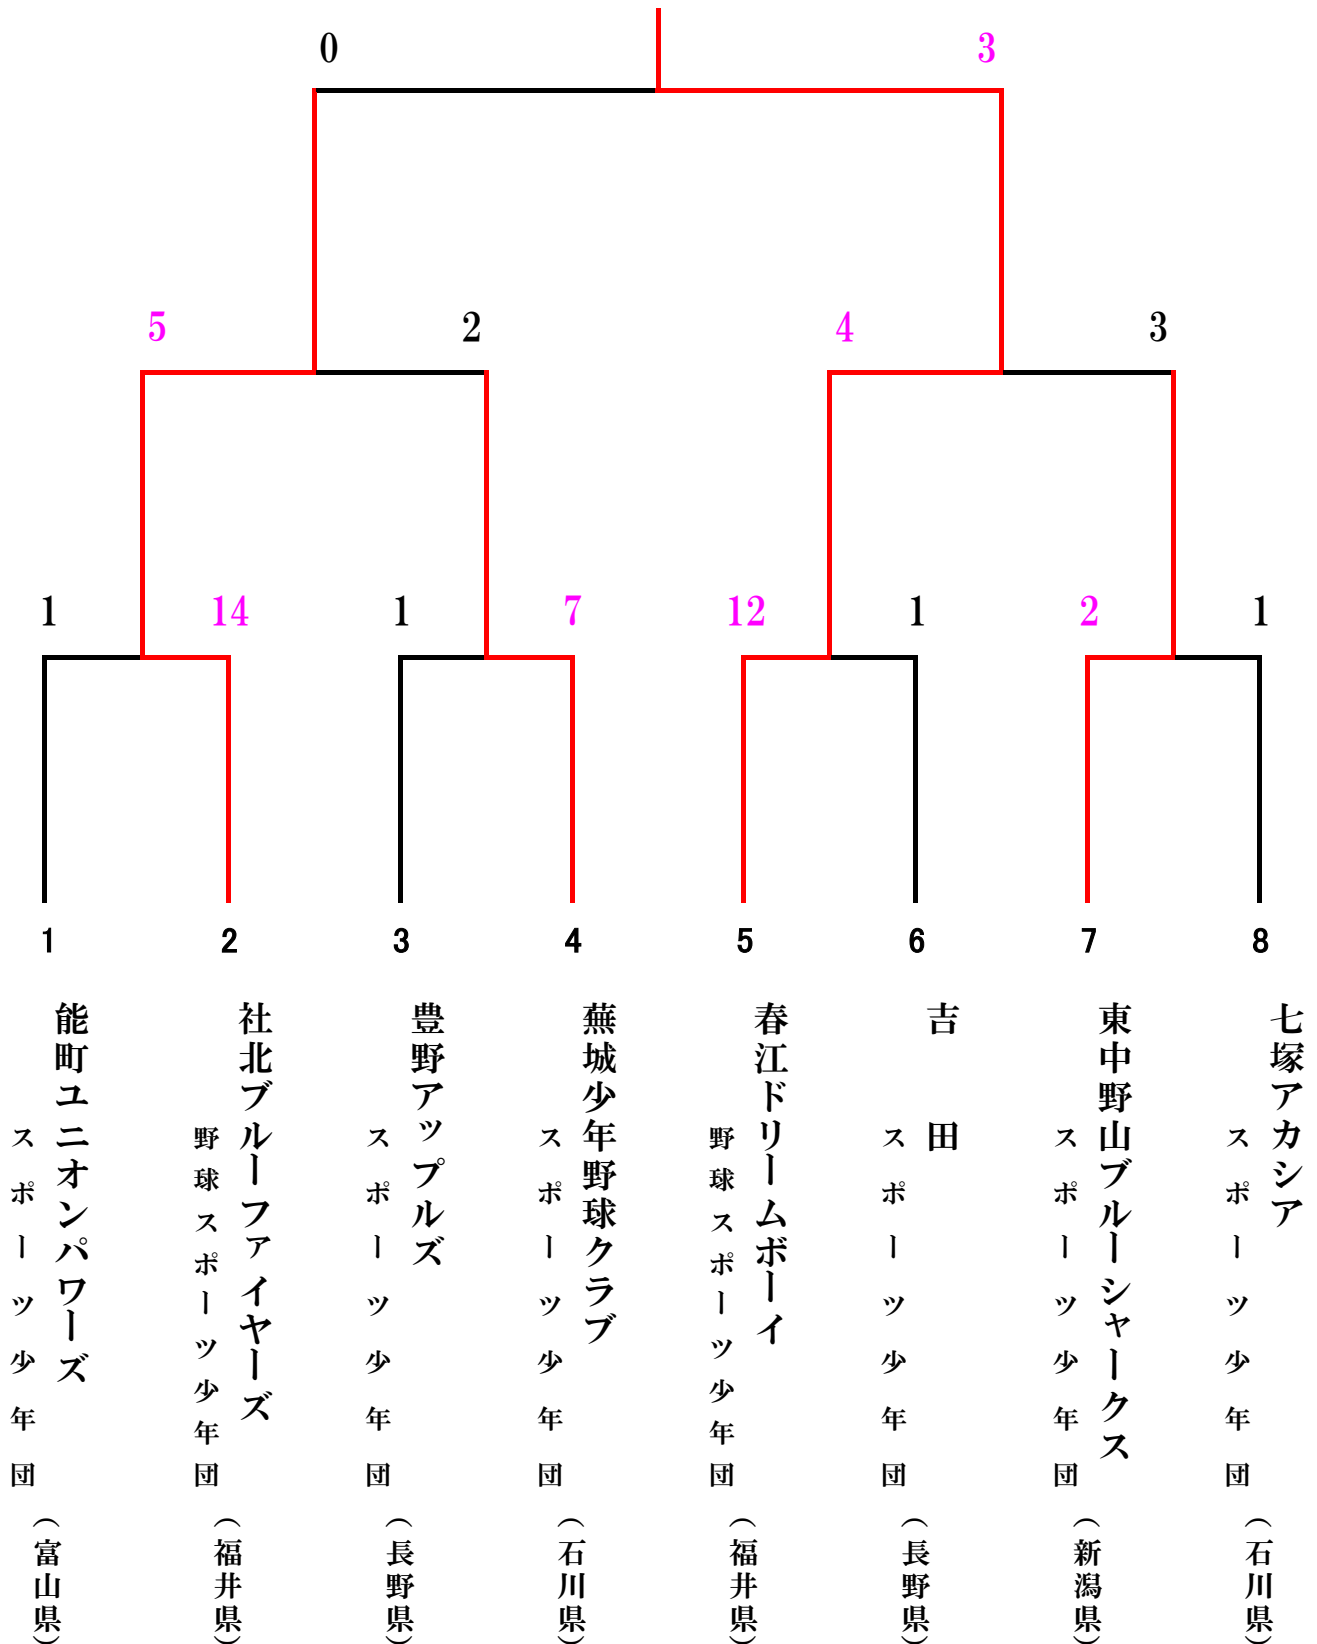 0 3
5 2 4 3
1 14 1 7 12 1 2 1
1 2 3 4 5 6 7 8
能町ユニオンパワーズ
スポーツ少年団
(富山県)
社北ブルーファイヤーズ
野球スポーツ少年団
(福井県)
豊野アップルズ
スポーツ少年団
(長野県)
蕪城少年野球クラブ
スポーツ少年団
(石川県)
春江ドリームボーイ
野球スポーツ少年団
(福井県)
吉田
スポーツ少年団
(長野県)
東中野山ブルーシャークス
スポーツ少年団
(新潟県)
七塚アカシア
スポーツ少年団
(石川県)